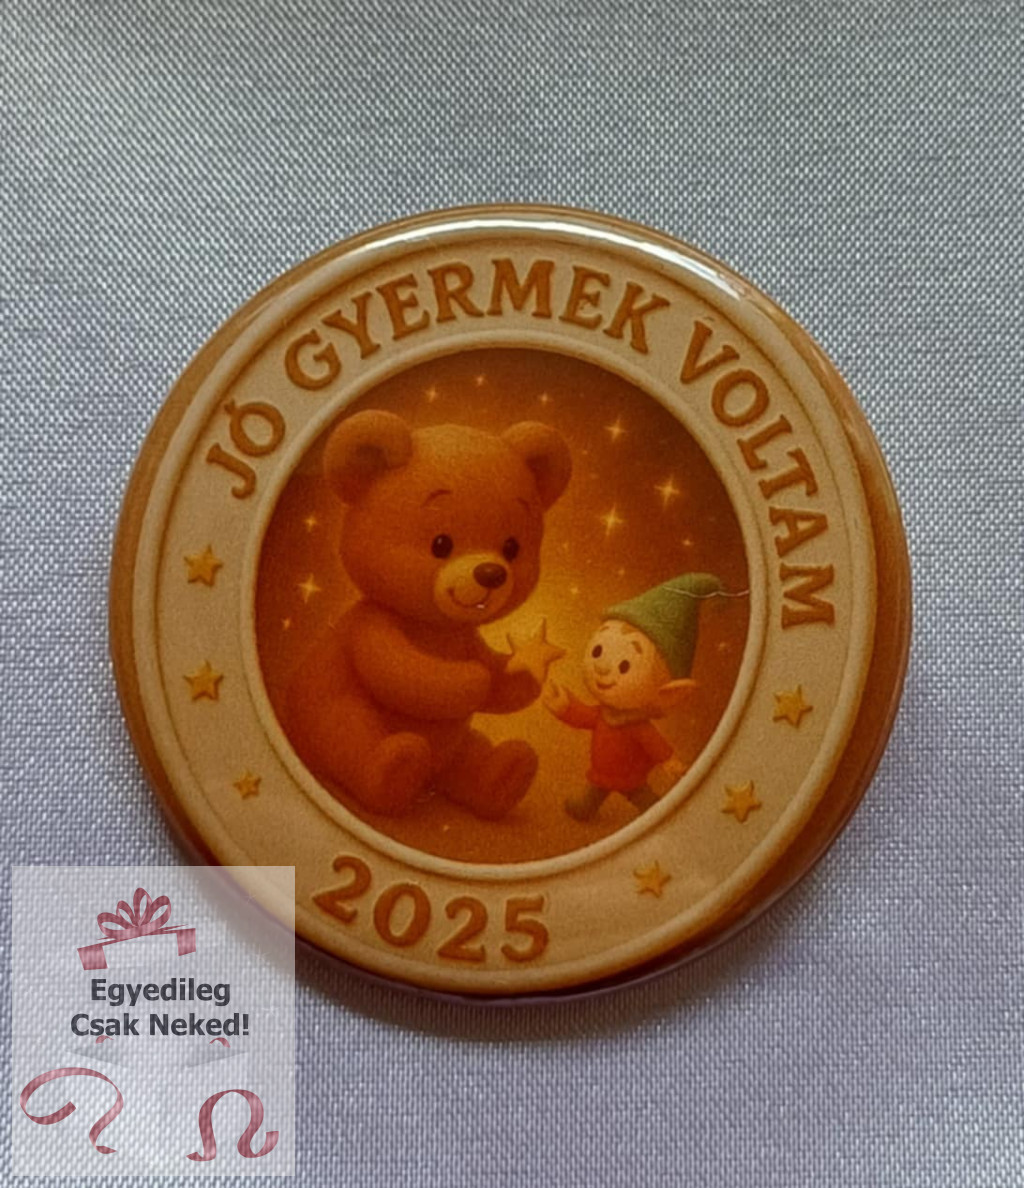 JÓ GYERMEK VOLTAM
2025
Egyedileg
Csak Neked!